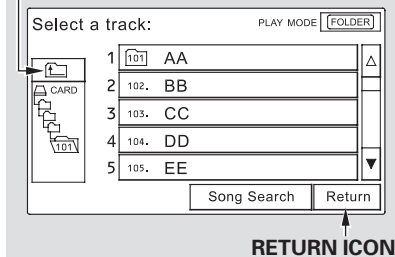 Select a track: PLAY MODE FOLDER
1 101 AA
CARD
2 102. BB
3 103. CC
4 104. DD
101
5 105. EE
Song Search Return
RETURN ICON